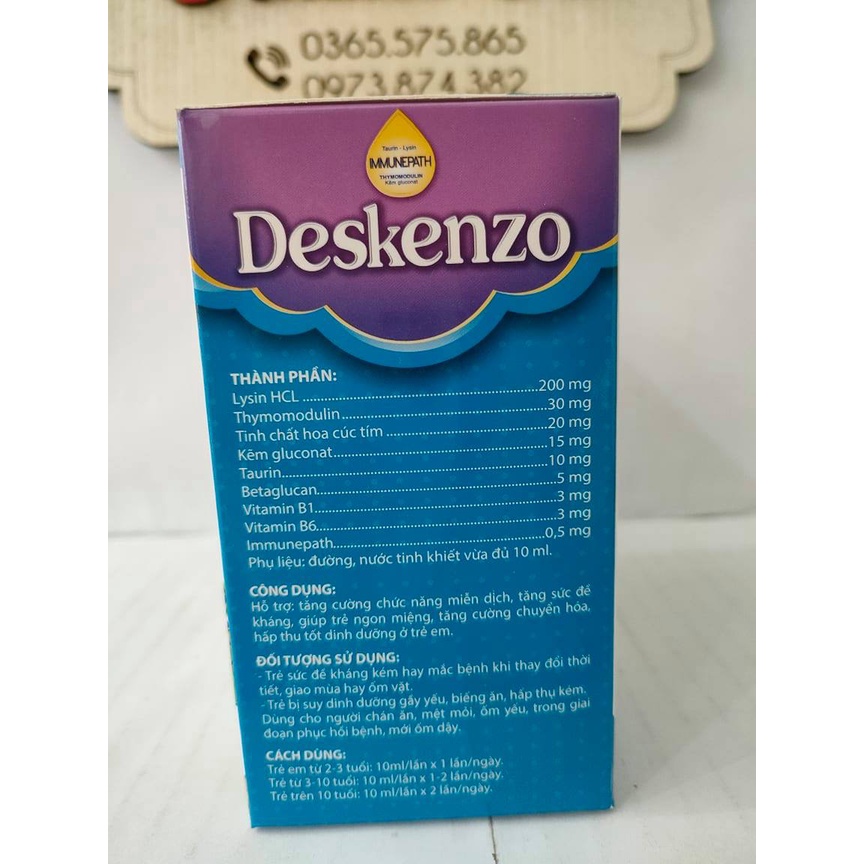 0365.575.865
0973.874.382
Taurin - Lysin
IMMUNEPATH
THYMOMODULIN
Kẽm gluconat
Deskenzo
THÀNH PHẦN:
Lysin HCL ............200 mg
Thymomodulin............30 mg
Tinh chất hoa cúc tím ............20 mg
Kẽm gluconat............15 mg
Taurin............10 mg
Betaglucan............5 mg
Vitamin B1............3 mg
Vitamin B6............3 mg
Immunepath............0,5 mg
Phụ liệu: đường, nước tinh khiết vừa đủ 10 ml.
CÔNG DỤNG:
Hỗ trợ: tăng cường chức năng miễn dịch, tăng sức đề
kháng, giúp trẻ ngon miệng, tăng cường chuyển hóa,
hấp thu tốt dinh dưỡng ở trẻ em.
ĐỐI TƯỢNG SỬ DỤNG:
- Trẻ sức đề kháng kém hay mắc bệnh khi thay đổi thời
tiết, giao mùa hay ốm vặt.
- Trẻ bị suy dinh dưỡng gầy yếu, biếng ăn, hấp thụ kém.
Dùng cho người chán ăn, mệt mỏi, ốm yếu, trong giai
đoạn phục hồi bệnh, mới ốm dậy.
CÁCH DÙNG:
Trẻ em từ 2-3 tuổi: 10ml/lần x 1 lần/ngày.
Trẻ từ 3-10 tuổi: 10 ml/lần x 1-2 lần/ngày.
Trẻ trên 10 tuổi: 10 ml/lần x 2 lần/ngày.